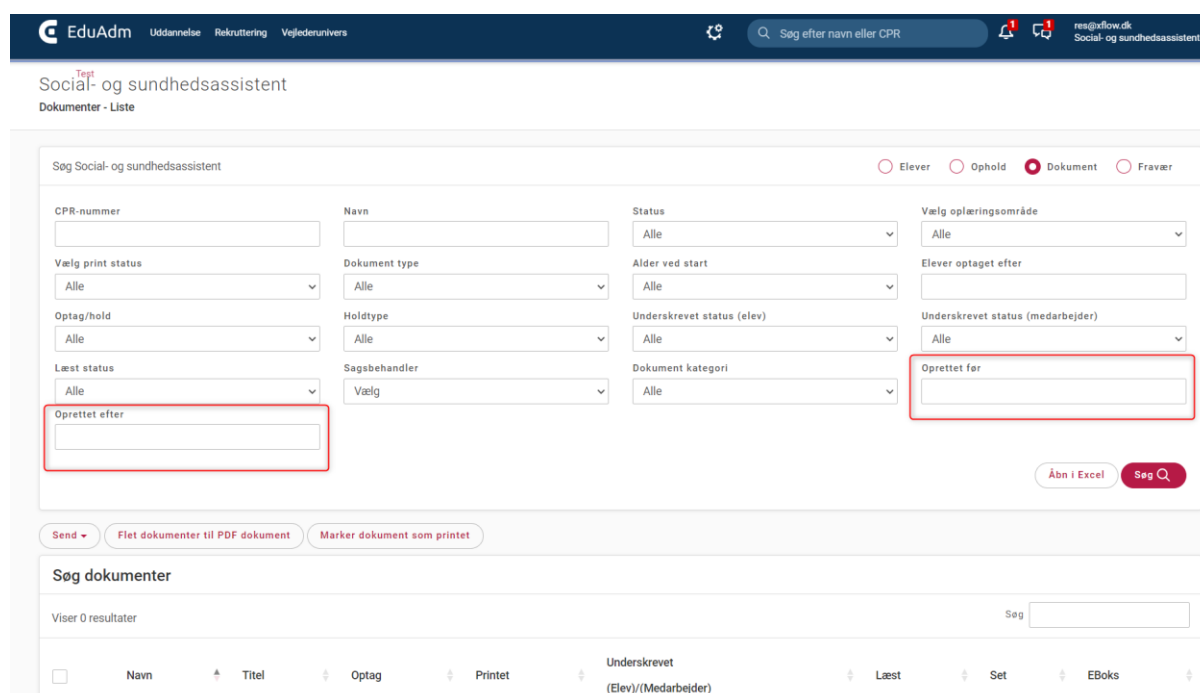 EduAdm Uddannelse Rekruttering Vejlederunivers Søg efter navn eller CPR 1 1 res@xflow.dk
Social- og sundhedsassistent
Test
Social- og sundhedsassistent
Dokumenter - Liste
Søg Social- og sundhedsassistent Elever Ophold Dokument Fravær
CPR-nummer Navn Status Vælg oplæringsområde
Alle Alle
Vælg print status Dokument type Alder ved start Elever optaget efter
Alle Alle Alle
Optag/hold Holdtype Underskrevet status (elev) Underskrevet status (medarbejder)
Alle Alle Alle Alle
Læst status Sagsbehandler Dokument kategori Oprettet før
Alle Vælg Alle
Oprettet efter
Åbn i Excel Søg
Send Flet dokumenter til PDF dokument Marker dokument som printet
Søg dokumenter
Viser 0 resultater Søg
Navn Titel Optag Printet Underskrevet
(Elev)/(Medarbejder) Læst Set EBoks